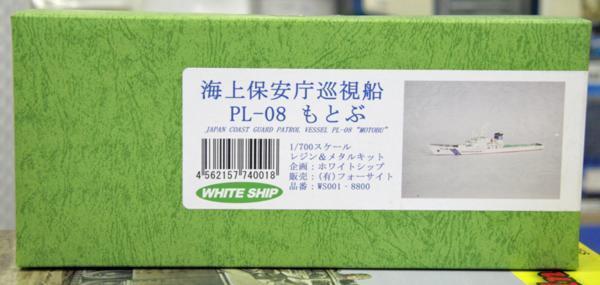 海上保安庁巡視船
PL-08 もとぶ
JAPAN COAST GUARD PATROL VESSEL PL-08 "MOTOBU"
1/700スケール
レジン&メタルキット
企画:ホワイトシップ
販売:(有)フォーサイト
品番:WS001-8800
4 562157 740018
WHITE SHIP